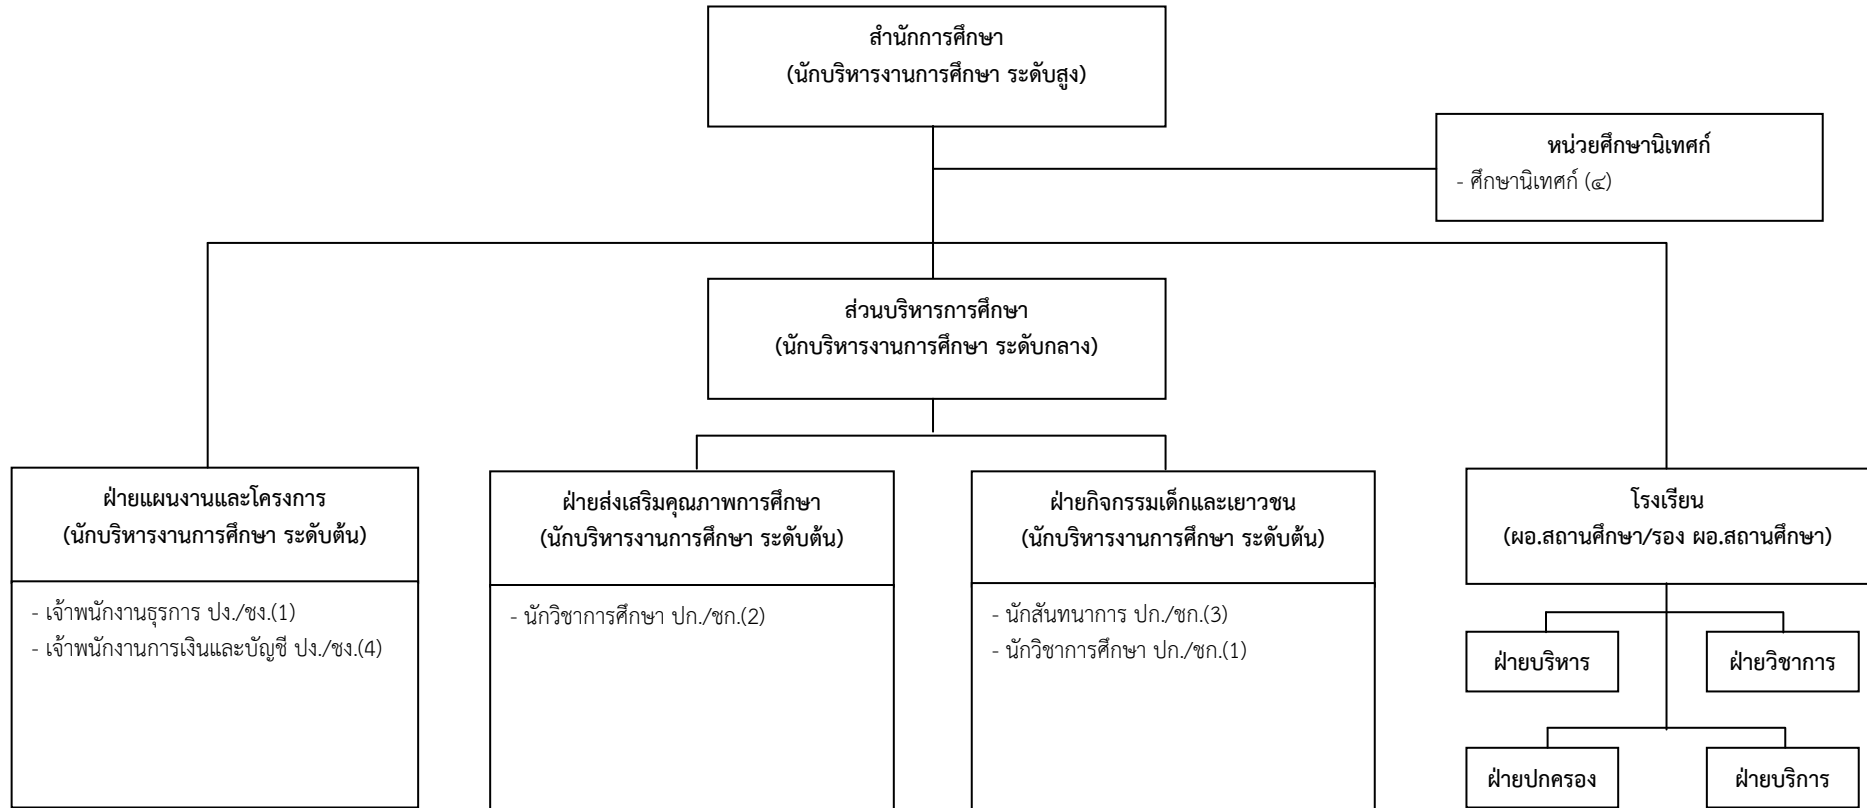 สำนักการศึกษา
(นักบริหารงานการศึกษา ระดับสูง)
หน่วยศึกษานิเทศก์
- ศึกษานิเทศก์ (๔)
ส่วนบริหารการศึกษา
(นักบริหารงานการศึกษา ระดับกลาง)
ฝ่ายแผนงานและโครงการ
(นักบริหารงานการศึกษา ระดับต้น)
- เจ้าพนักงานธุรการ ปง./ชง.(1)
- เจ้าพนักงานการเงินและบัญชี ปง./ชง.(4)
ฝ่ายส่งเสริมคุณภาพการศึกษา
(นักบริหารงานการศึกษา ระดับต้น)
- นักวิชาการศึกษา ปก./ชก.(2)
ฝ่ายกิจกรรมเด็กและเยาวชน
(นักบริหารงานการศึกษา ระดับต้น)
- นักสันทนาการ ปก./ชก.(3)
- นักวิชาการศึกษา ปก./ชก.(1)
โรงเรียน
(ผอ.สถานศึกษา/รอง ผอ.สถานศึกษา)
ฝ่ายบริหาร
ฝ่ายวิชาการ
ฝ่ายปกครอง
ฝ่ายบริการ